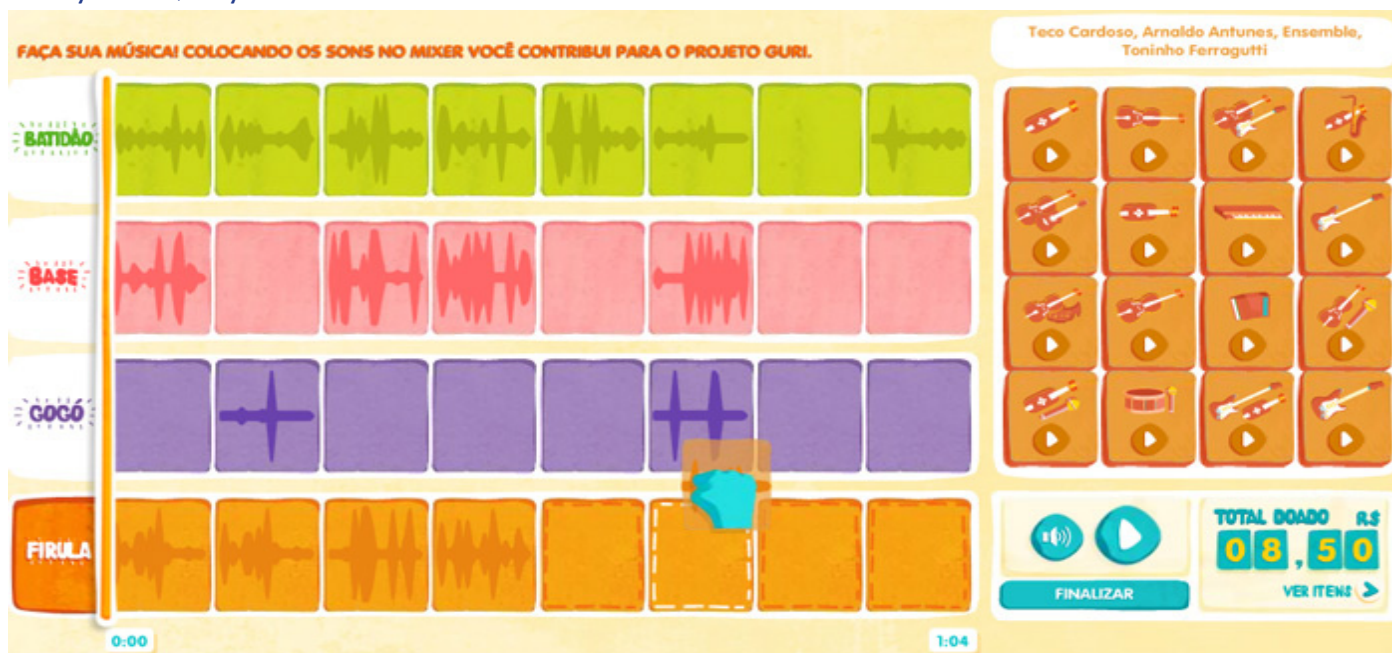 FAÇA SUA MÚSICA! COLOCANDO OS SONS NO MIXER VOCÊ CONTRIBUI PARA O PROJETO GURI.
Teco Cardoso, Arnaldo Antunes, Ensemble,
Toninho Ferragutti
BATIDÃO
BASE
GOGÓ
FIRULA
TOTAL DOADO R$
08,50
FINALIZAR
VER ITENS
0:00
1:04